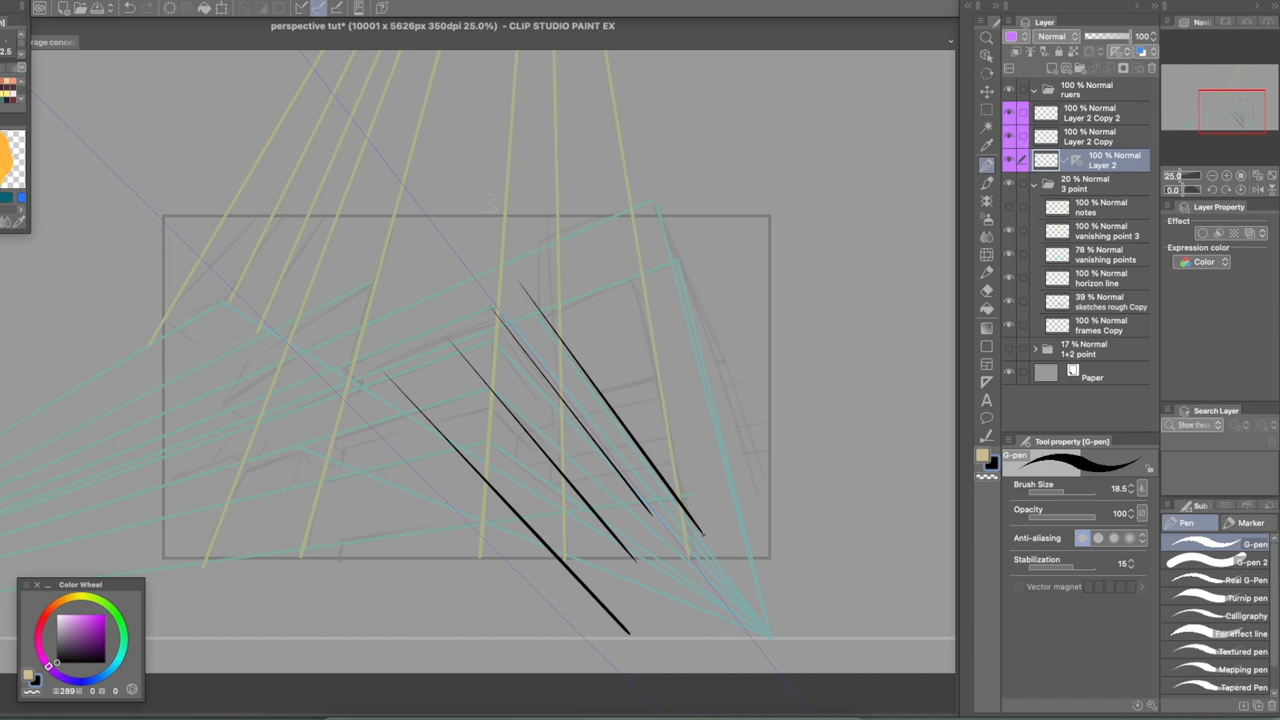 perspective tut* (10001 x 5626px 350dpi 25.0%) - CLIP STUDIO PAINT EX
rage conce
2.5
Layer
Normal
100
100 % Normal
ruers
100 % Normal
Layer 2 Copy 2
100 % Normal
Layer 2 Copy
100 % Normal
Layer 2
20 % Normal
3 point
100 % Normal
notes
100 % Normal
vanishing point 3
78 % Normal
vanishing points
100 % Normal
horizon line
39 % Normal
sketches rough Copy
100 % Normal
frames Copy
17 % Normal
1+2 point
Paper
Tool property [G-pen]
G-pen
Brush Size
18.5
Opacity
100
Anti-aliasing
Stabilization
15
Vector magnet
Navi
25.0
0.0
Layer Property
Effect
Expression color
Color
Search Layer
Sub
Pen
Marker
G-pen
G-pen 2
Real G-Pen
Turnip pen
Calligraphy
For effect line
Textured pen
Mapping pen
Tapered Pen
Color Wheel
289
0
0